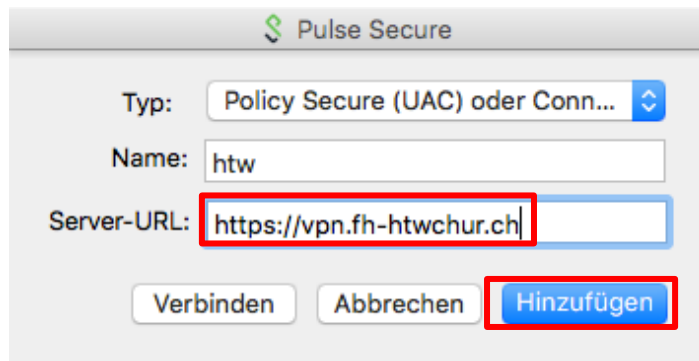 Pulse Secure
Typ: Policy Secure (UAC) oder Conn...
Name: htw
Server-URL: https://vpn.fh-htwchur.ch
Verbinden Abbrechen Hinzufügen